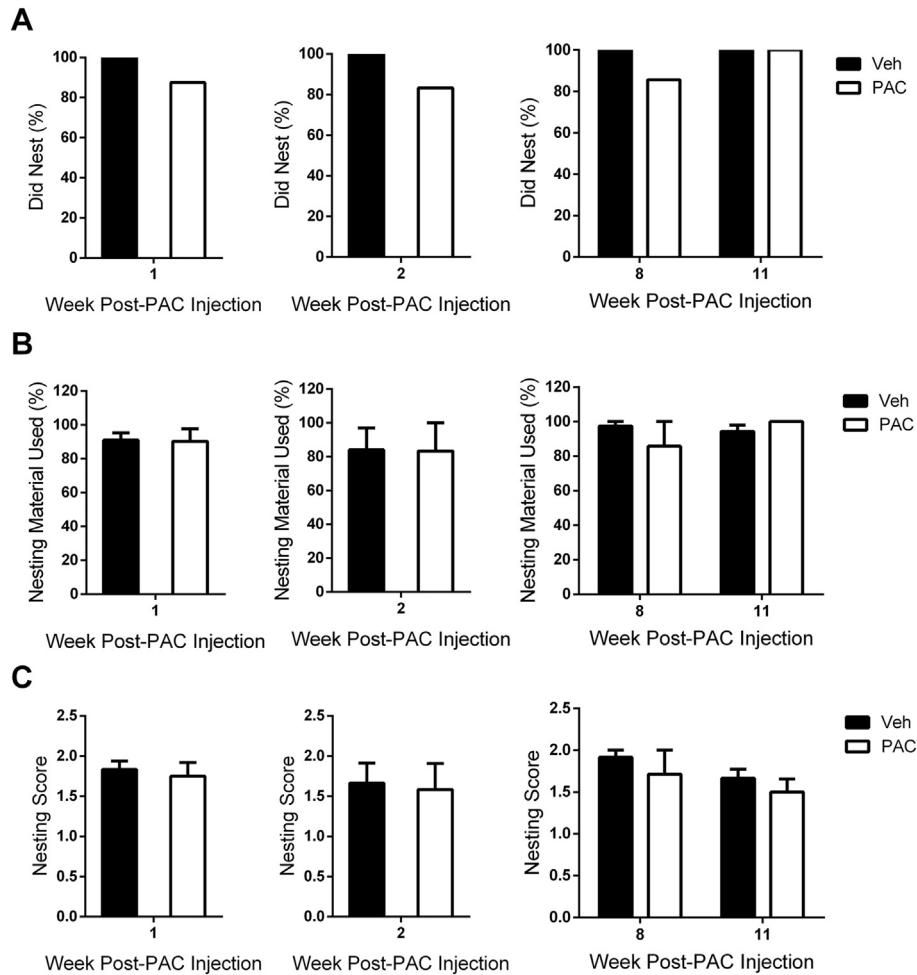 A
Did Nest (%)
100
80
60
40
20
0
1
Week Post-PAC Injection
Did Nest (%)
100
80
60
40
20
0
2
Week Post-PAC Injection
Did Nest (%)
100
80
60
40
20
0
8 11
Week Post-PAC Injection
Veh
PAC
B
Nesting Material Used (%)
120
100
80
60
40
20
0
1
Week Post-PAC Injection
Nesting Material Used (%)
120
100
80
60
40
20
0
2
Week Post-PAC Injection
Nesting Material Used (%)
120
100
80
60
40
20
0
8 11
Week Post-PAC Injection
Veh
PAC
C
Nesting Score
2.5
2.0
1.5
1.0
0.5
0.0
1
Week Post-PAC Injection
Nesting Score
2.5
2.0
1.5
1.0
0.5
0.0
2
Week Post-PAC Injection
Nesting Score
2.5
2.0
1.5
1.0
0.5
0.0
8 11
Week Post-PAC Injection
Veh
PAC